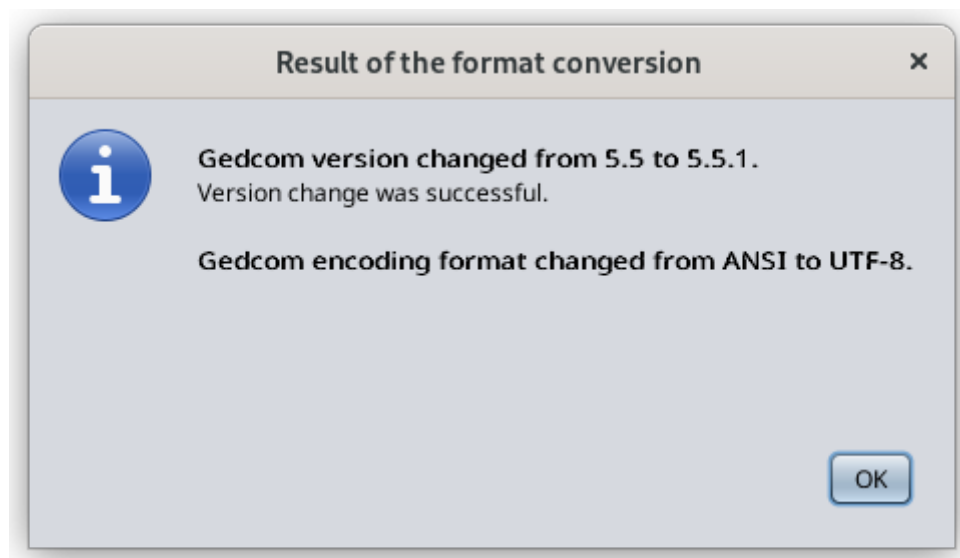 Result of the format conversion
Gedcom version changed from 5.5 to 5.5.1.
Version change was successful.
Gedcom encoding format changed from ANSI to UTF-8.
OK